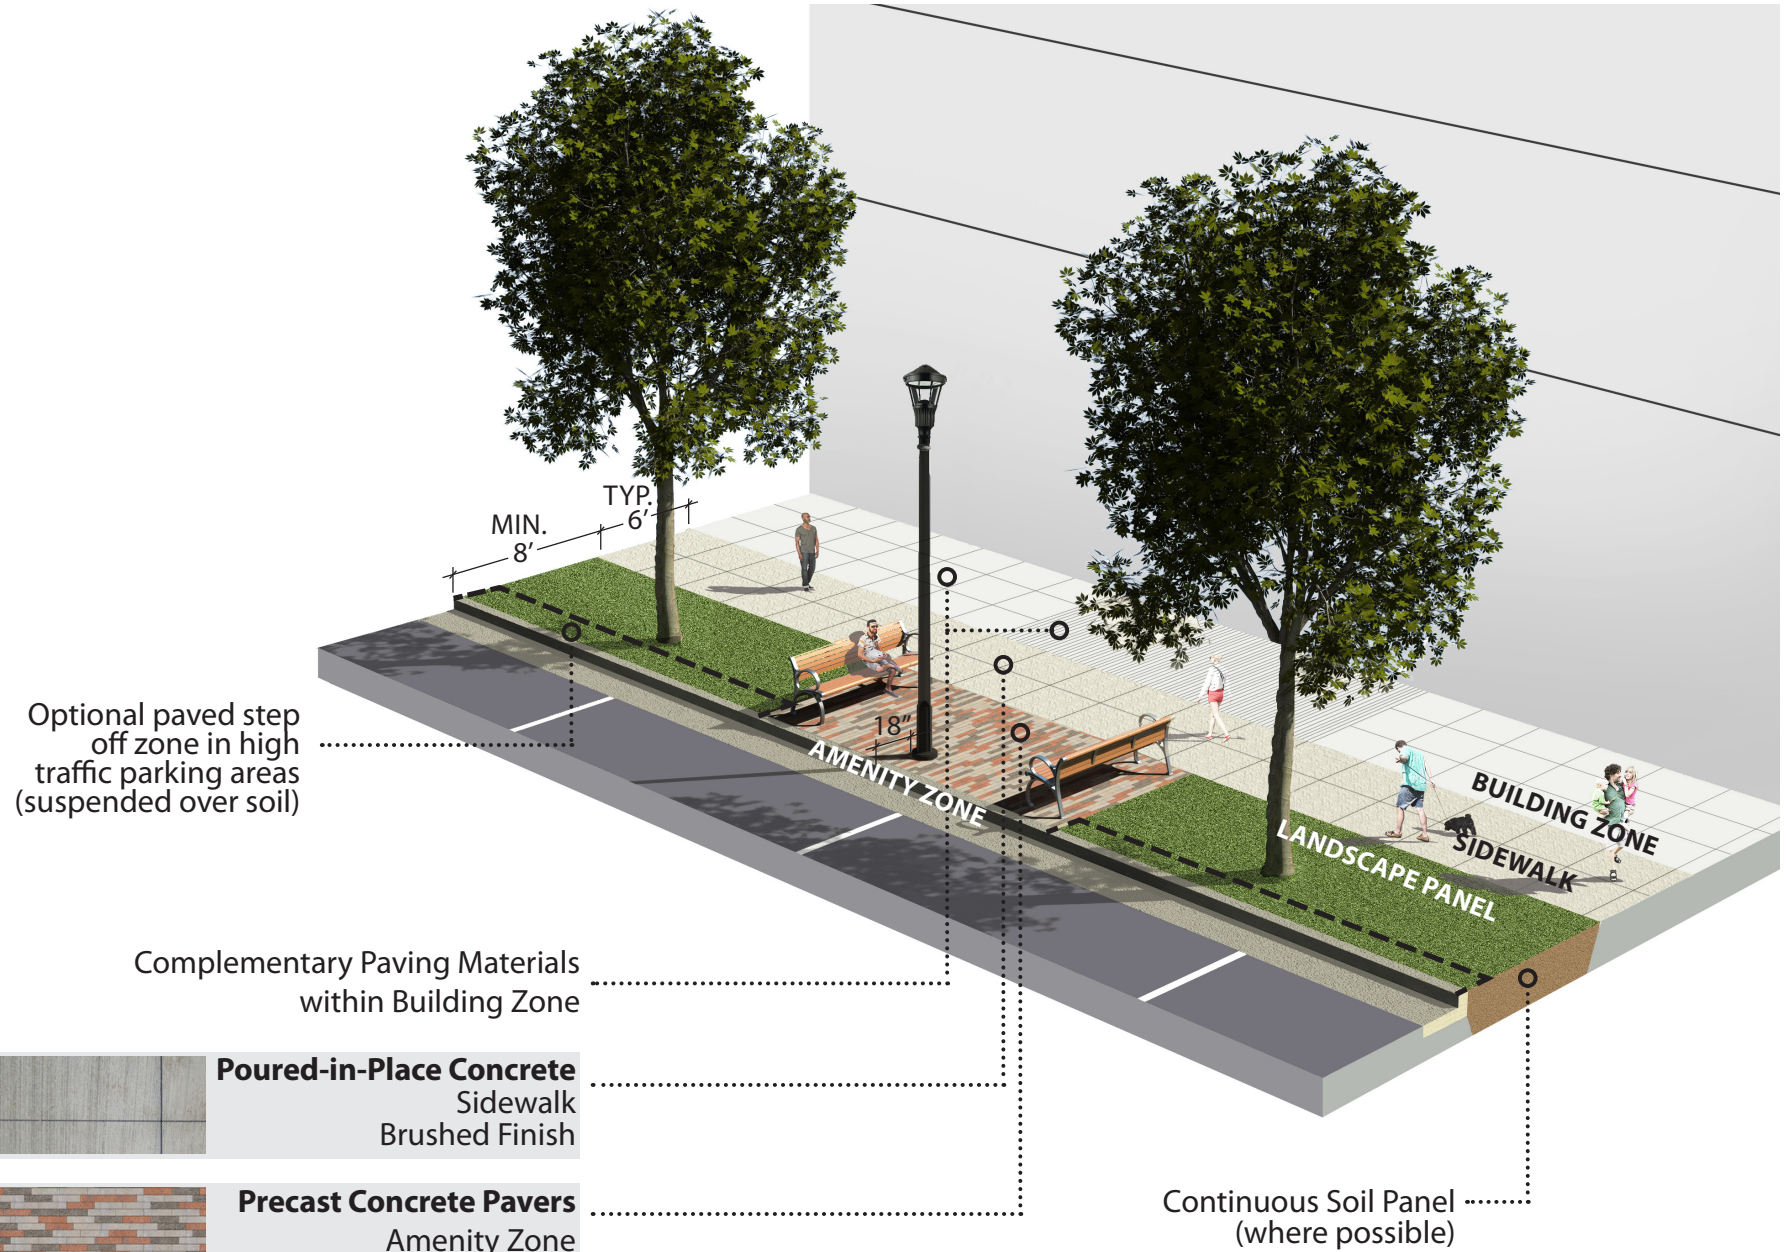 TYP.
6’
MIN.
8’
18”
AMENITY ZONE
BUILDING ZONE
SIDEWALK
LANDSCAPE PANEL
Optional paved step
off zone in high
traffic parking areas
(suspended over soil)
Complementary Paving Materials
within Building Zone
Poured-in-Place Concrete
Sidewalk
Brushed Finish
Precast Concrete Pavers
Amenity Zone
Continuous Soil Panel
(where possible)